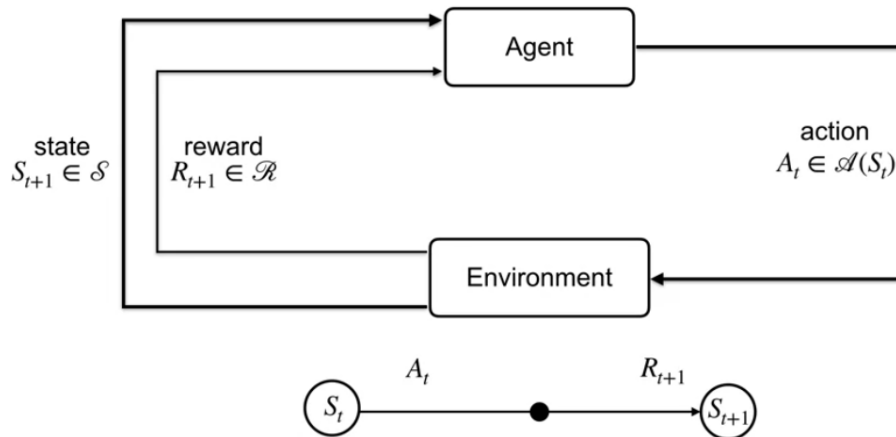 Agent
state
S_{t+1} ∈ 𝒮
reward
R_{t+1} ∈ ℛ
action
A_t ∈ 𝒜(S_t)
Environment
A_t
R_{t+1}
S_t
S_{t+1}